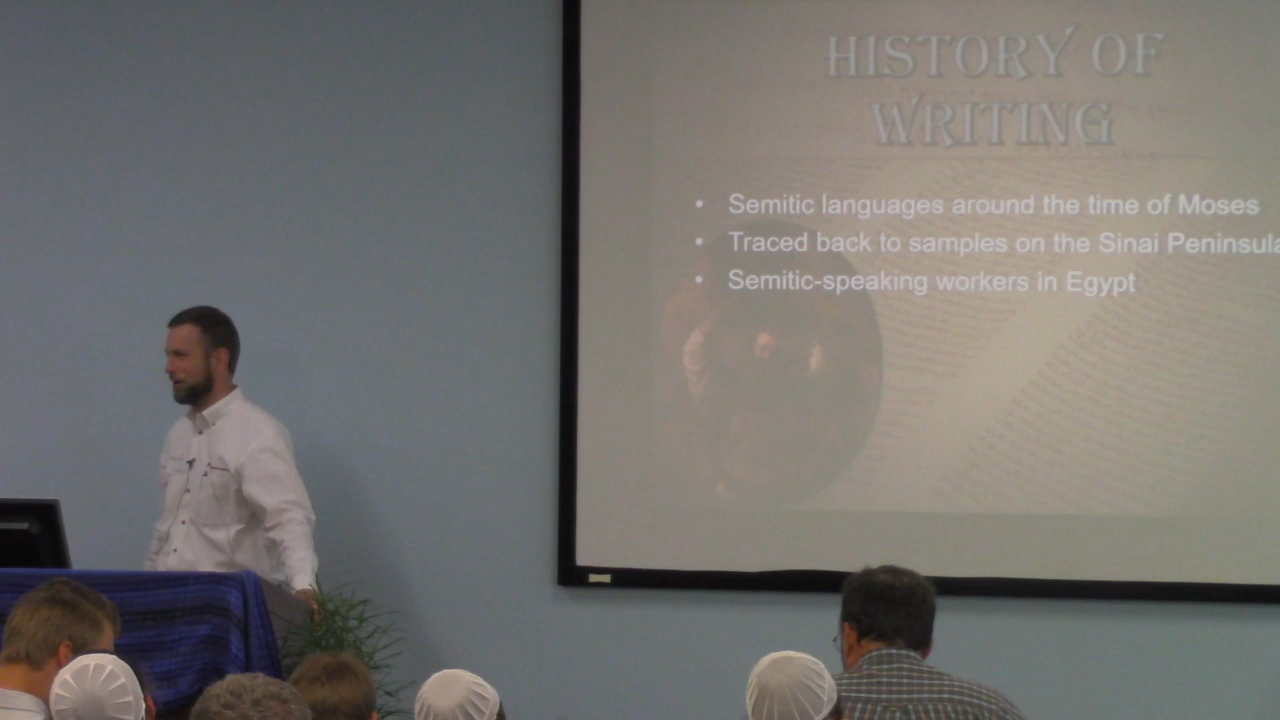 HISTORY OF
WRITING
• Semitic languages around the time of Moses
• Traced back to samples on the Sinai Peninsula
• Semitic-speaking workers in Egypt